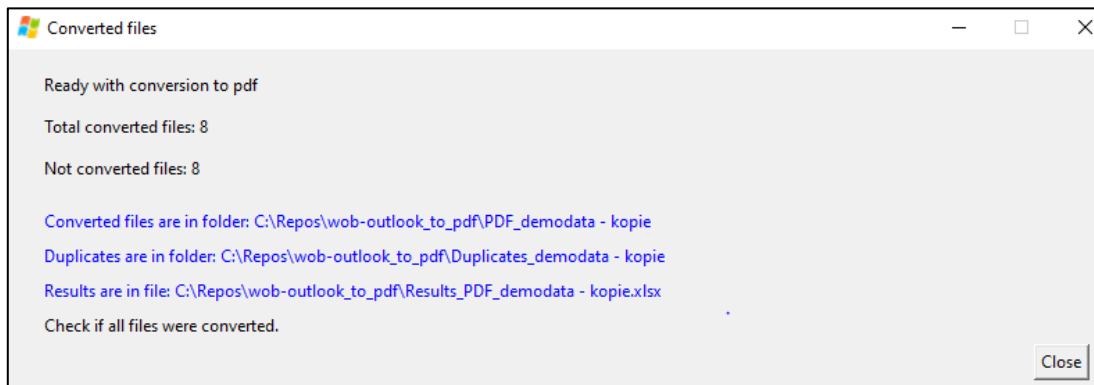 Converted files
Ready with conversion to pdf
Total converted files: 8
Not converted files: 8
Converted files are in folder: C:\Repos\wob-outlook_to_pdf\PDF_demodata - kopie
Duplicates are in folder: C:\Repos\wob-outlook_to_pdf\Duplicates_demodata - kopie
Results are in file: C:\Repos\wob-outlook_to_pdf\Results_PDF_demodata - kopie.xlsx
Check if all files were converted.
Close